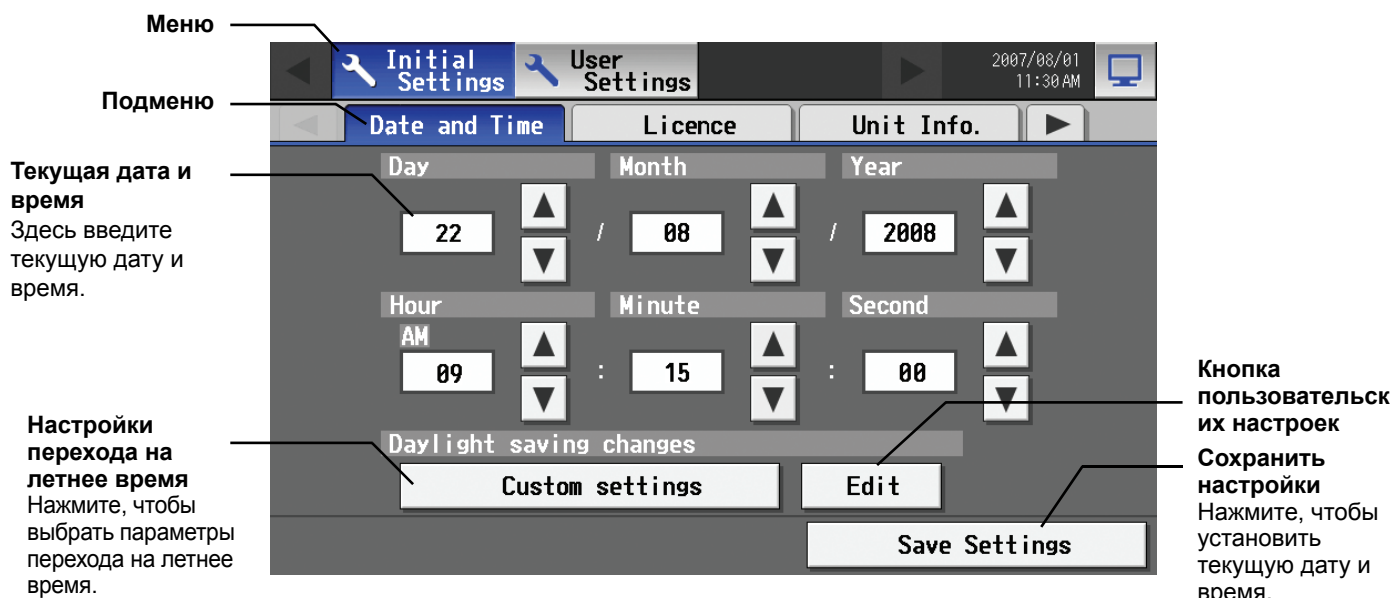 Меню
Initial
Settings
User
Settings
2007/08/01
11:30 AM
Подменю
Date and Time
Licence
Unit Info.
Текущая дата и
время
Здесь введите
текущую дату и
время.
Day
Month
Year
22 / 08 / 2008
Hour
Minute
Second
AM
09 : 15 : 00
Настройки
перехода на
летнее время
Нажмите, чтобы
выбрать параметры
перехода на летнее
время.
Daylight saving changes
Custom settings
Edit
Save Settings
Кнопка
пользовательск
их настроек
Сохранить
настройки
Нажмите, чтобы
установить
текущую дату и
время.